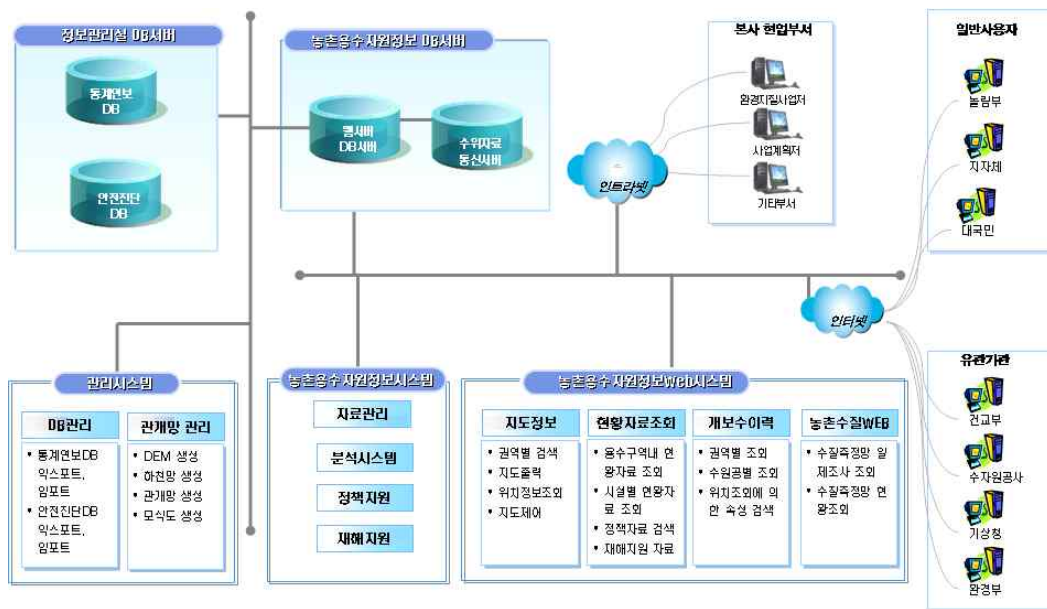 정보관리설 DB서버
통계연보
DB
안전진단
DB
농촌용수자원정보 DB서버
맵서버
DB서버
수위자료
통신서버
인트라넷
본사 현업부서
환경지질사업처
사업계획처
기타부서
일반사용자
농림부
지자체
대국민
인터넷
유관기관
건교부
수자원공사
기상청
환경부
관리시스템
DB관리
• 통계연보DB
익스포트,
임포트
• 안전진단DB
익스포트,
임포트
관개망 관리
• DEM 생성
• 하천망 생성
• 관개망 생성
• 모식도 생성
농촌용수자원정보시스템
자료관리
분석시스템
정책지원
재해지원
농촌용수자원정보Web시스템
지도정보
• 권역별 검색
• 지도출력
• 위치정보조회
• 지도제어
현황자료조회
• 용수구역내 현
황자료 조회
• 시설별 현황자
료 조회
• 정책자료 검색
• 재해지원 자료
개보수이력
• 권역별 조회
• 수원공별 조회
• 위치조회에 의
한 속성 검색
농촌수질WEB
• 수질측정망 일
제조사 조회
• 수질측정망 현
황조회